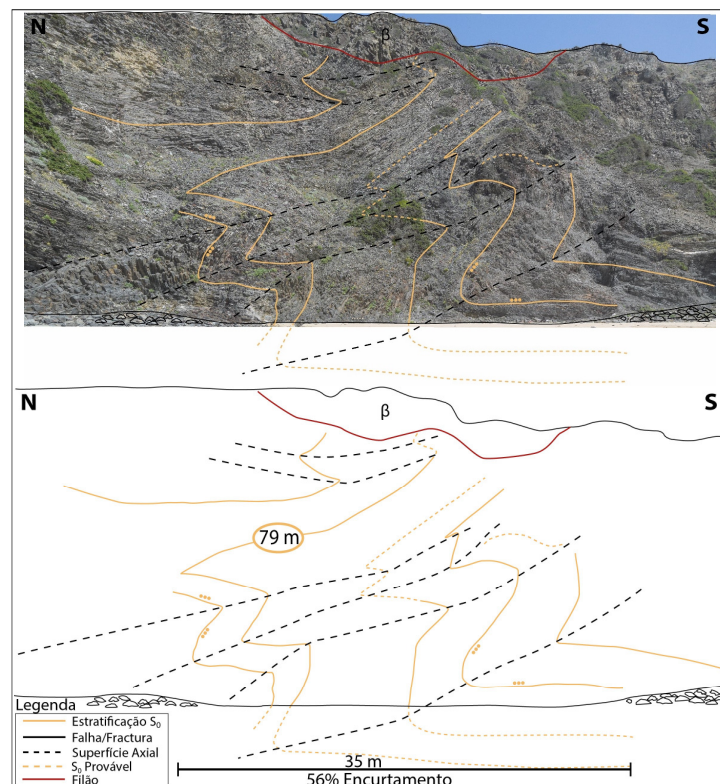 N
S
β
N
S
β
79 m
Legenda
Estratificação S₀
Falha/Fractura
Superfície Axial
S₀ Provável
Filão
35 m
56% Encurtamento